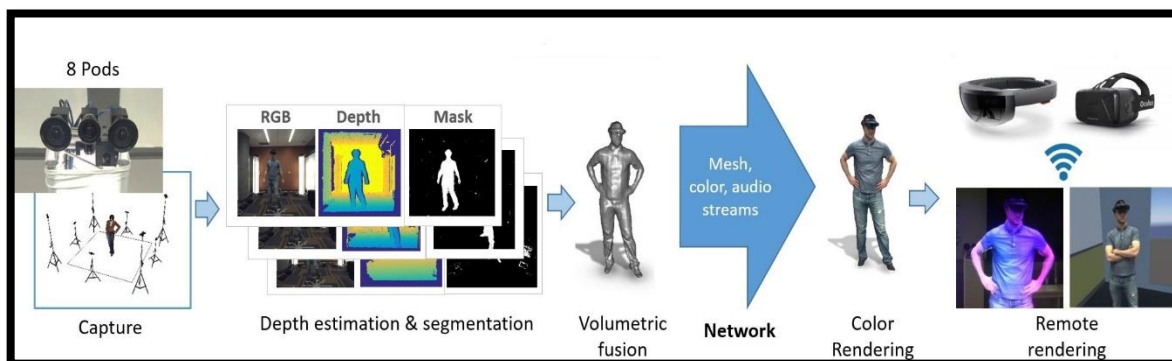 8 Pods
RGB
Depth
Mask
Mesh,
color, audio
streams
Oculus
Capture
Depth estimation & segmentation
Volumetric
fusion
Network
Color
Rendering
Remote
rendering